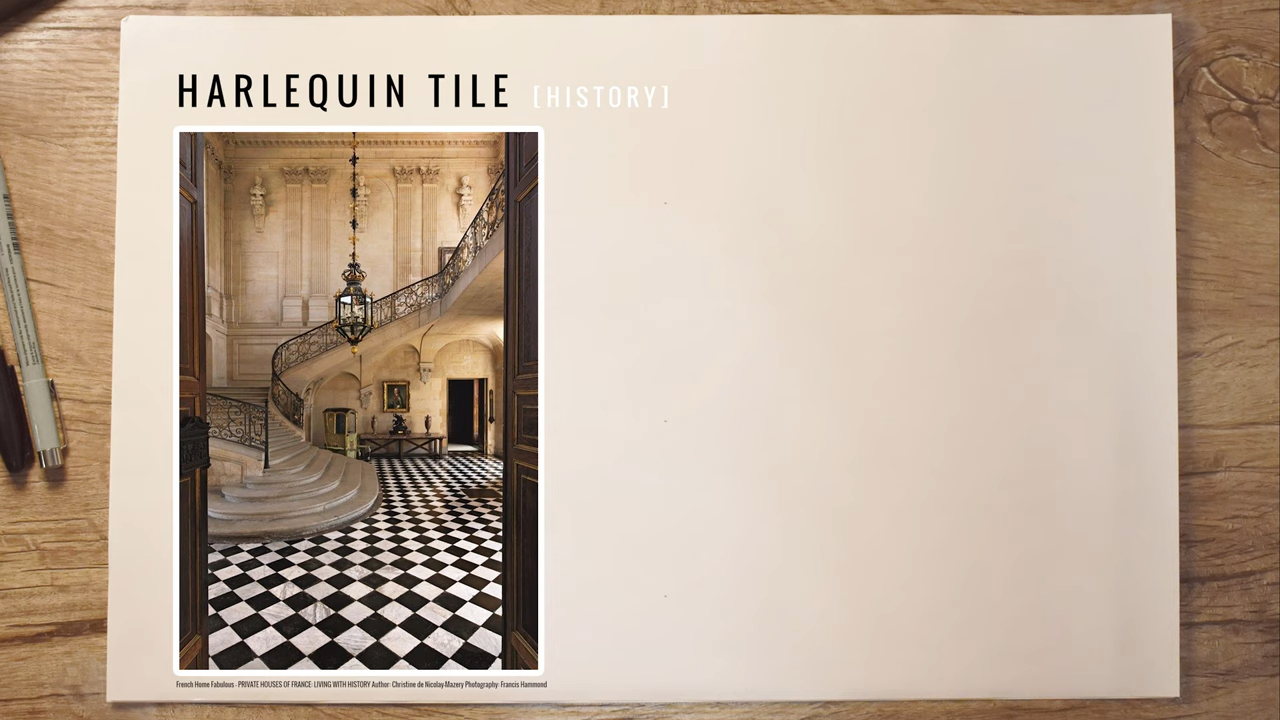 HARLEQUIN TILE [HISTORY]
French Home Fabulous - PRIVATE HOUSES OF FRANCE: LIVING WITH HISTORY Author: Christine de Nicolay-Mazery Photography: Francis Hammond